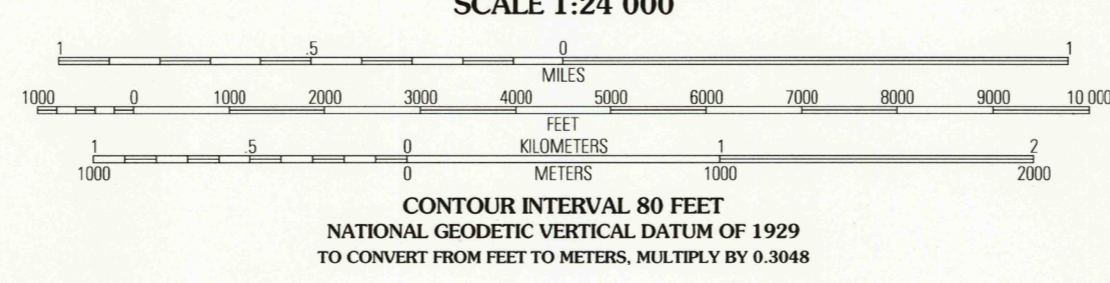 SCALE 1:24 000
1 .5 0 1
MILES
1000 0 1000 2000 3000 4000 5000 6000 7000 8000 9000 10 000
FEET
1 .5 0 KILOMETERS 1 2
1000 0 METERS 1000 2000
CONTOUR INTERVAL 80 FEET
NATIONAL GEODETIC VERTICAL DATUM OF 1929
TO CONVERT FROM FEET TO METERS, MULTIPLY BY 0.3048